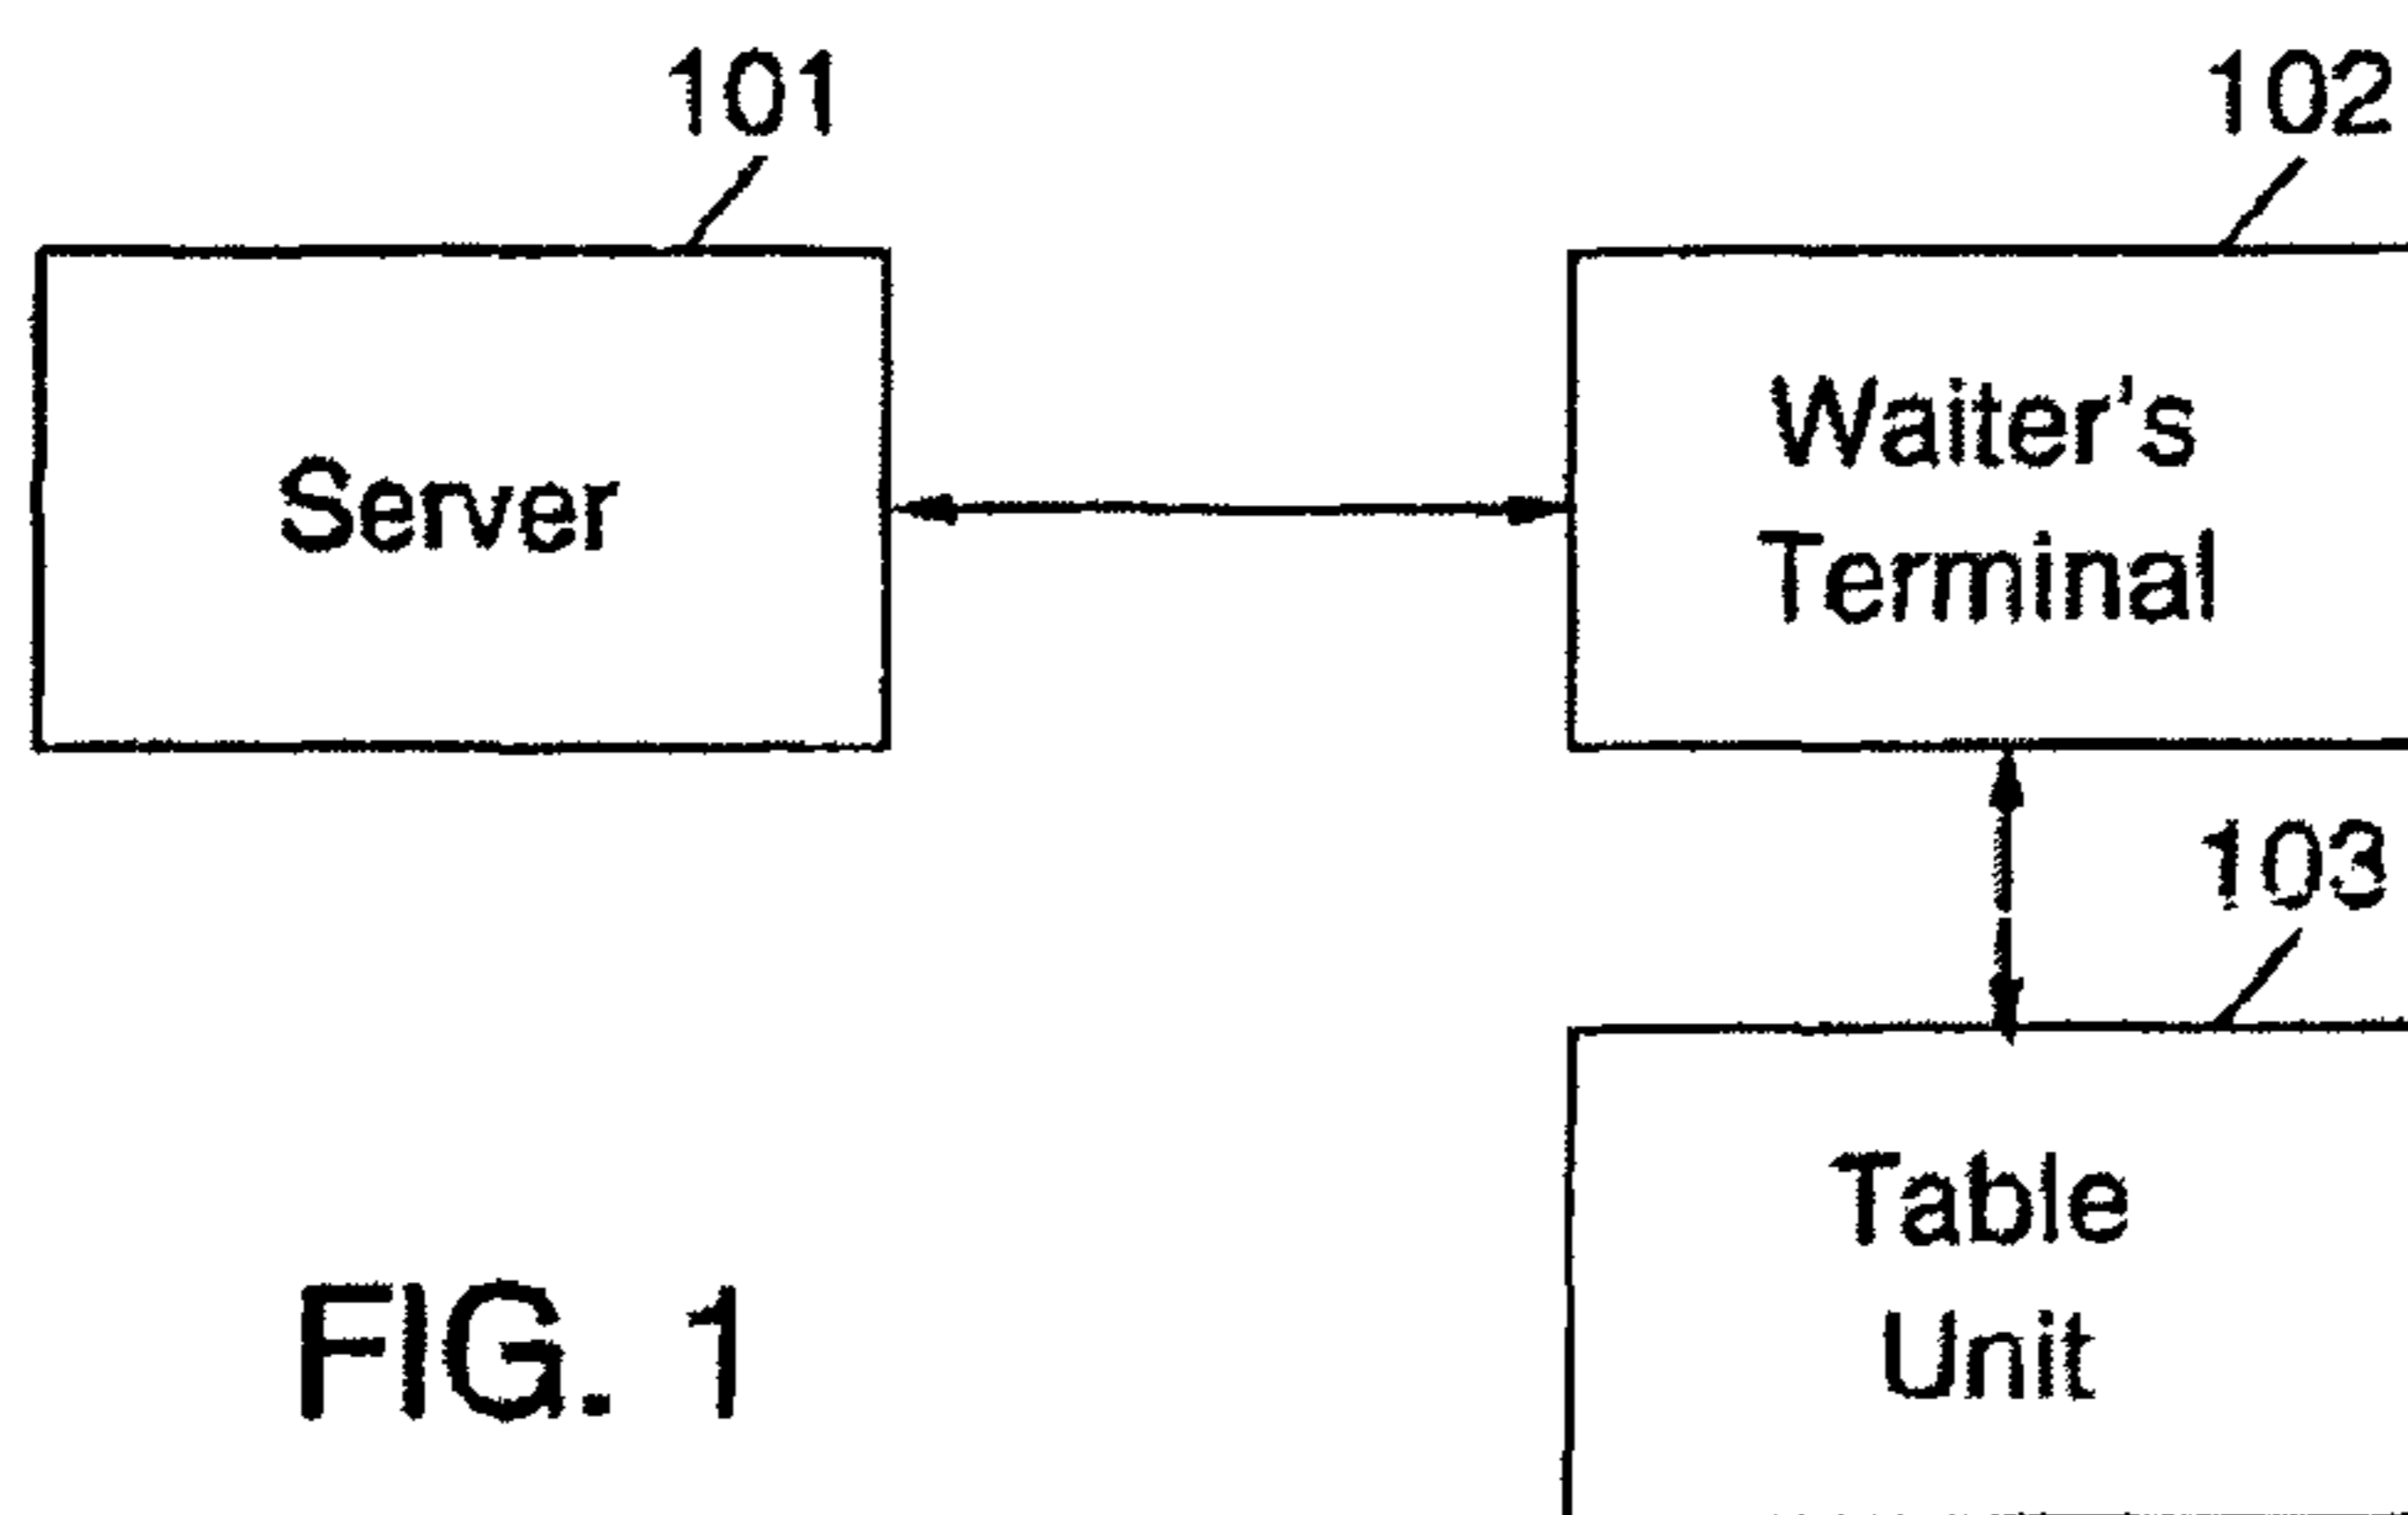 101
102
Server
Waiter's
Terminal
103
Table
Unit
FIG. 1